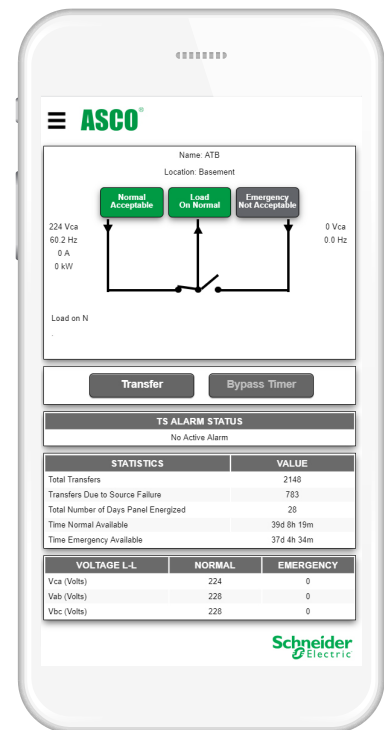 ASCO®
Name: ATB
Location: Basement
Normal
Acceptable
Load
On Normal
Emergency
Not Acceptable
224 Vca
60.2 Hz
0 A
0 kW
0 Vca
0.0 Hz
Load on N
.
Transfer Bypass Timer
TS ALARM STATUS
No Active Alarm
STATISTICS VALUE
Total Transfers 2148
Transfers Due to Source Failure 783
Total Number of Days Panel Energized 28
Time Normal Available 39d 8h 19m
Time Emergency Available 37d 4h 34m
VOLTAGE L-L NORMAL EMERGENCY
Vca (Volts) 224 0
Vab (Volts) 228 0
Vbc (Volts) 228 0
Schneider
Electric